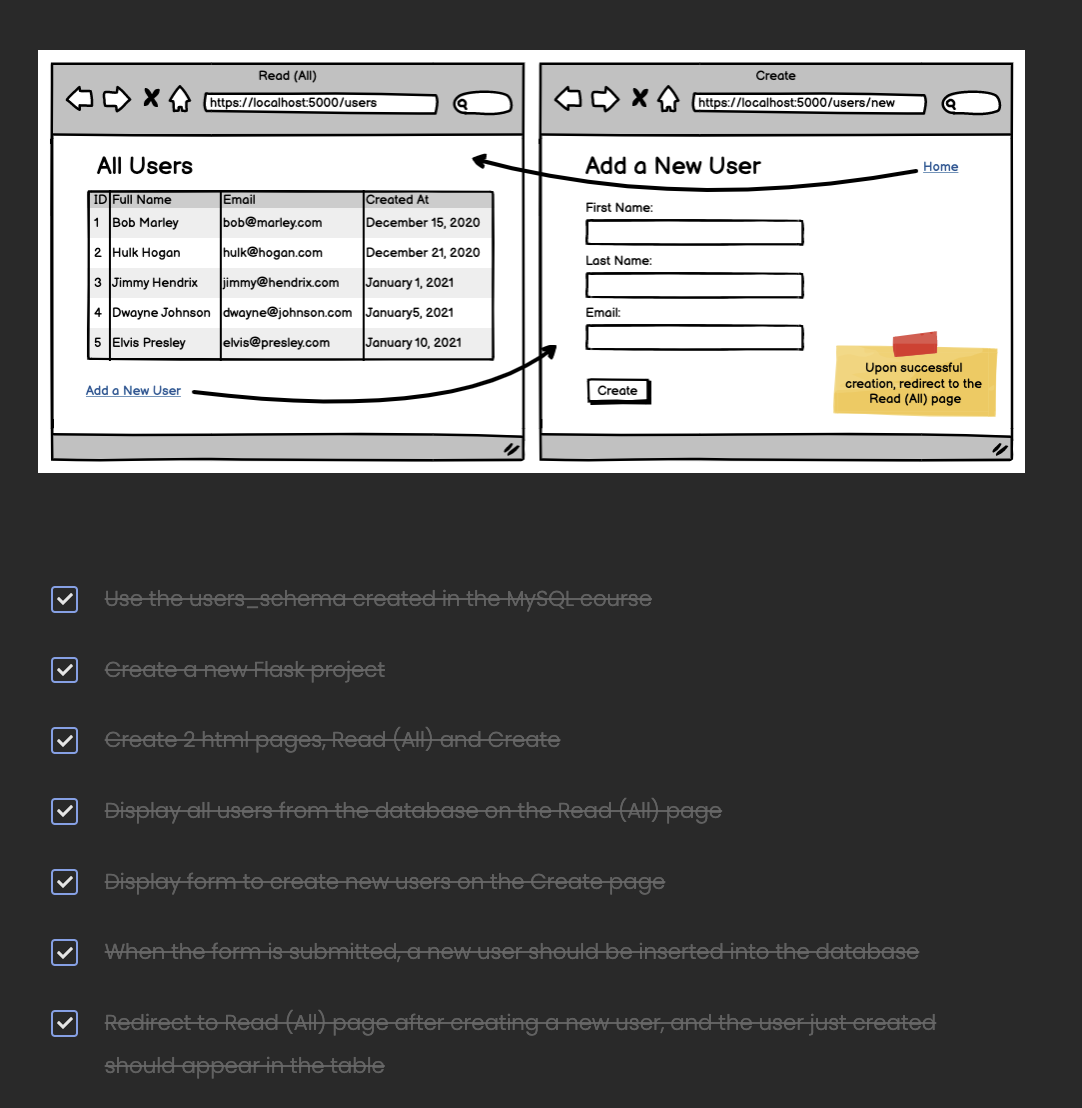 Read (All)
https://localhost:5000/users
All Users
ID Full Name Email Created At
1 Bob Marley bob@marley.com December 15, 2020
2 Hulk Hogan hulk@hogan.com December 21, 2020
3 Jimmy Hendrix jimmy@hendrix.com January 1, 2021
4 Dwayne Johnson dwayne@johnson.com January5, 2021
5 Elvis Presley elvis@presley.com January 10, 2021
Add a New User
Create
https://localhost:5000/users/new
Add a New User
Home
First Name:
Last Name:
Email:
Create
Upon successful
creation, redirect to the
Read (All) page
Use the users_schema created in the MySQL course
Create a new Flask project
Create 2 html pages, Read (All) and Create
Display all users from the database on the Read (All) page
Display form to create new users on the Create page
When the form is submitted, a new user should be inserted into the database
Redirect to Read (All) page after creating a new user, and the user just created
should appear in the table